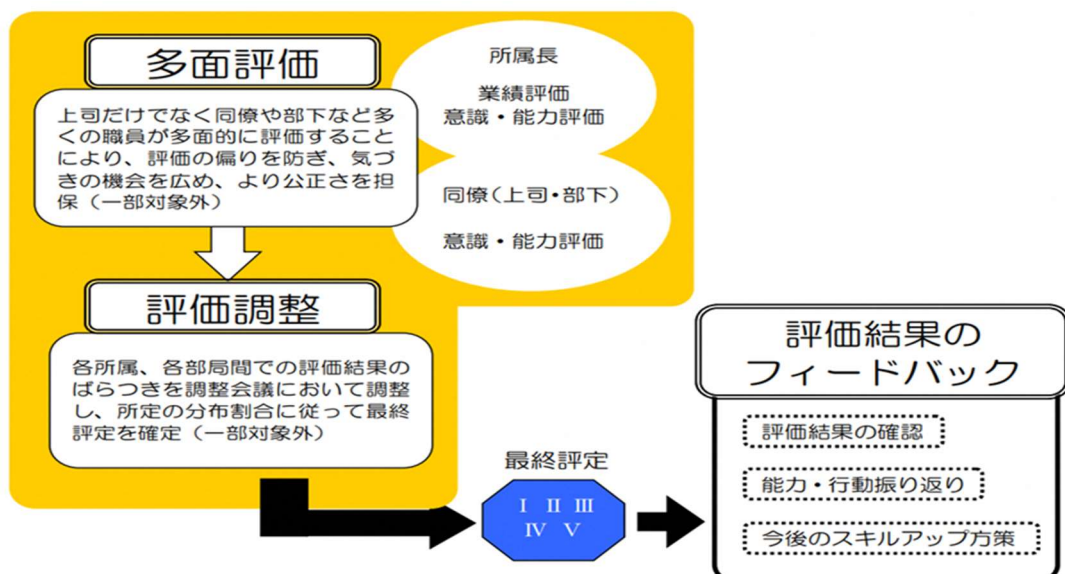 多面評価
上司だけでなく同僚や部下など多
くの職員が多面的に評価すること
により、評価の偏りを防ぎ、気づ
きの機会を広め、より公正さを担
保（一部対象外）
所属長
業績評価
意識・能力評価
同僚（上司・部下）
意識・能力評価
評価調整
各所属、各部局間での評価結果の
ばらつきを調整会議において調整
し、所定の分布割合に従って最終
評定を確定（一部対象外）
最終評定
Ⅰ Ⅱ Ⅲ
Ⅳ Ⅴ
評価結果の
フィードバック
評価結果の確認
能力・行動振り返り
今後のスキルアップ方策